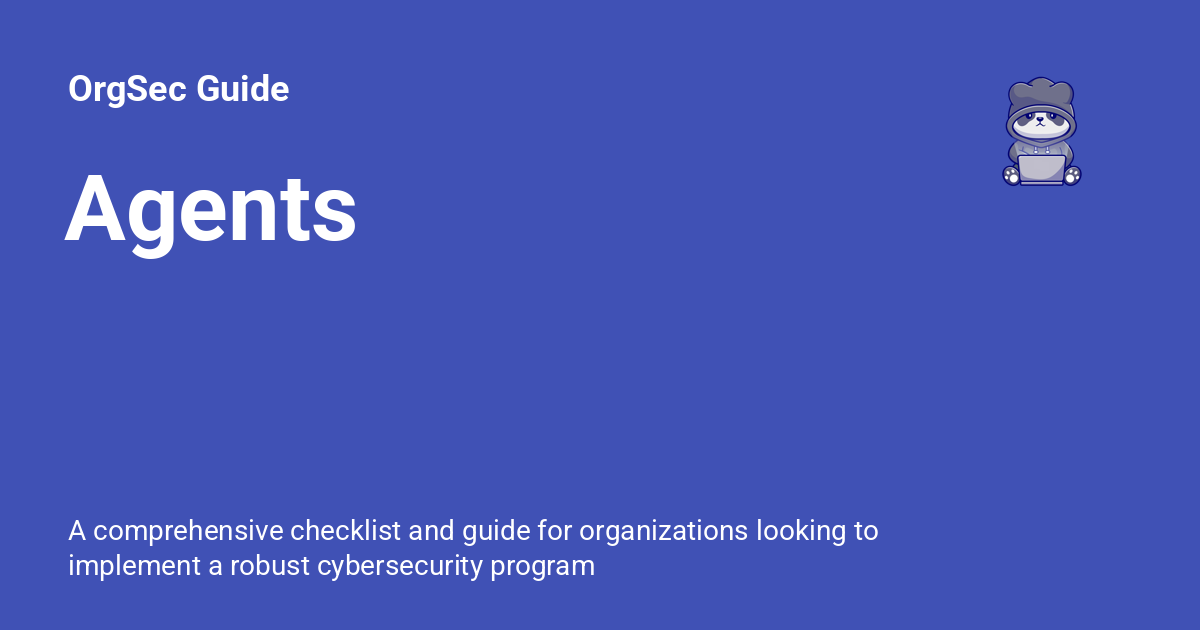 OrgSec Guide
Agents
A comprehensive checklist and guide for organizations looking to
implement a robust cybersecurity program